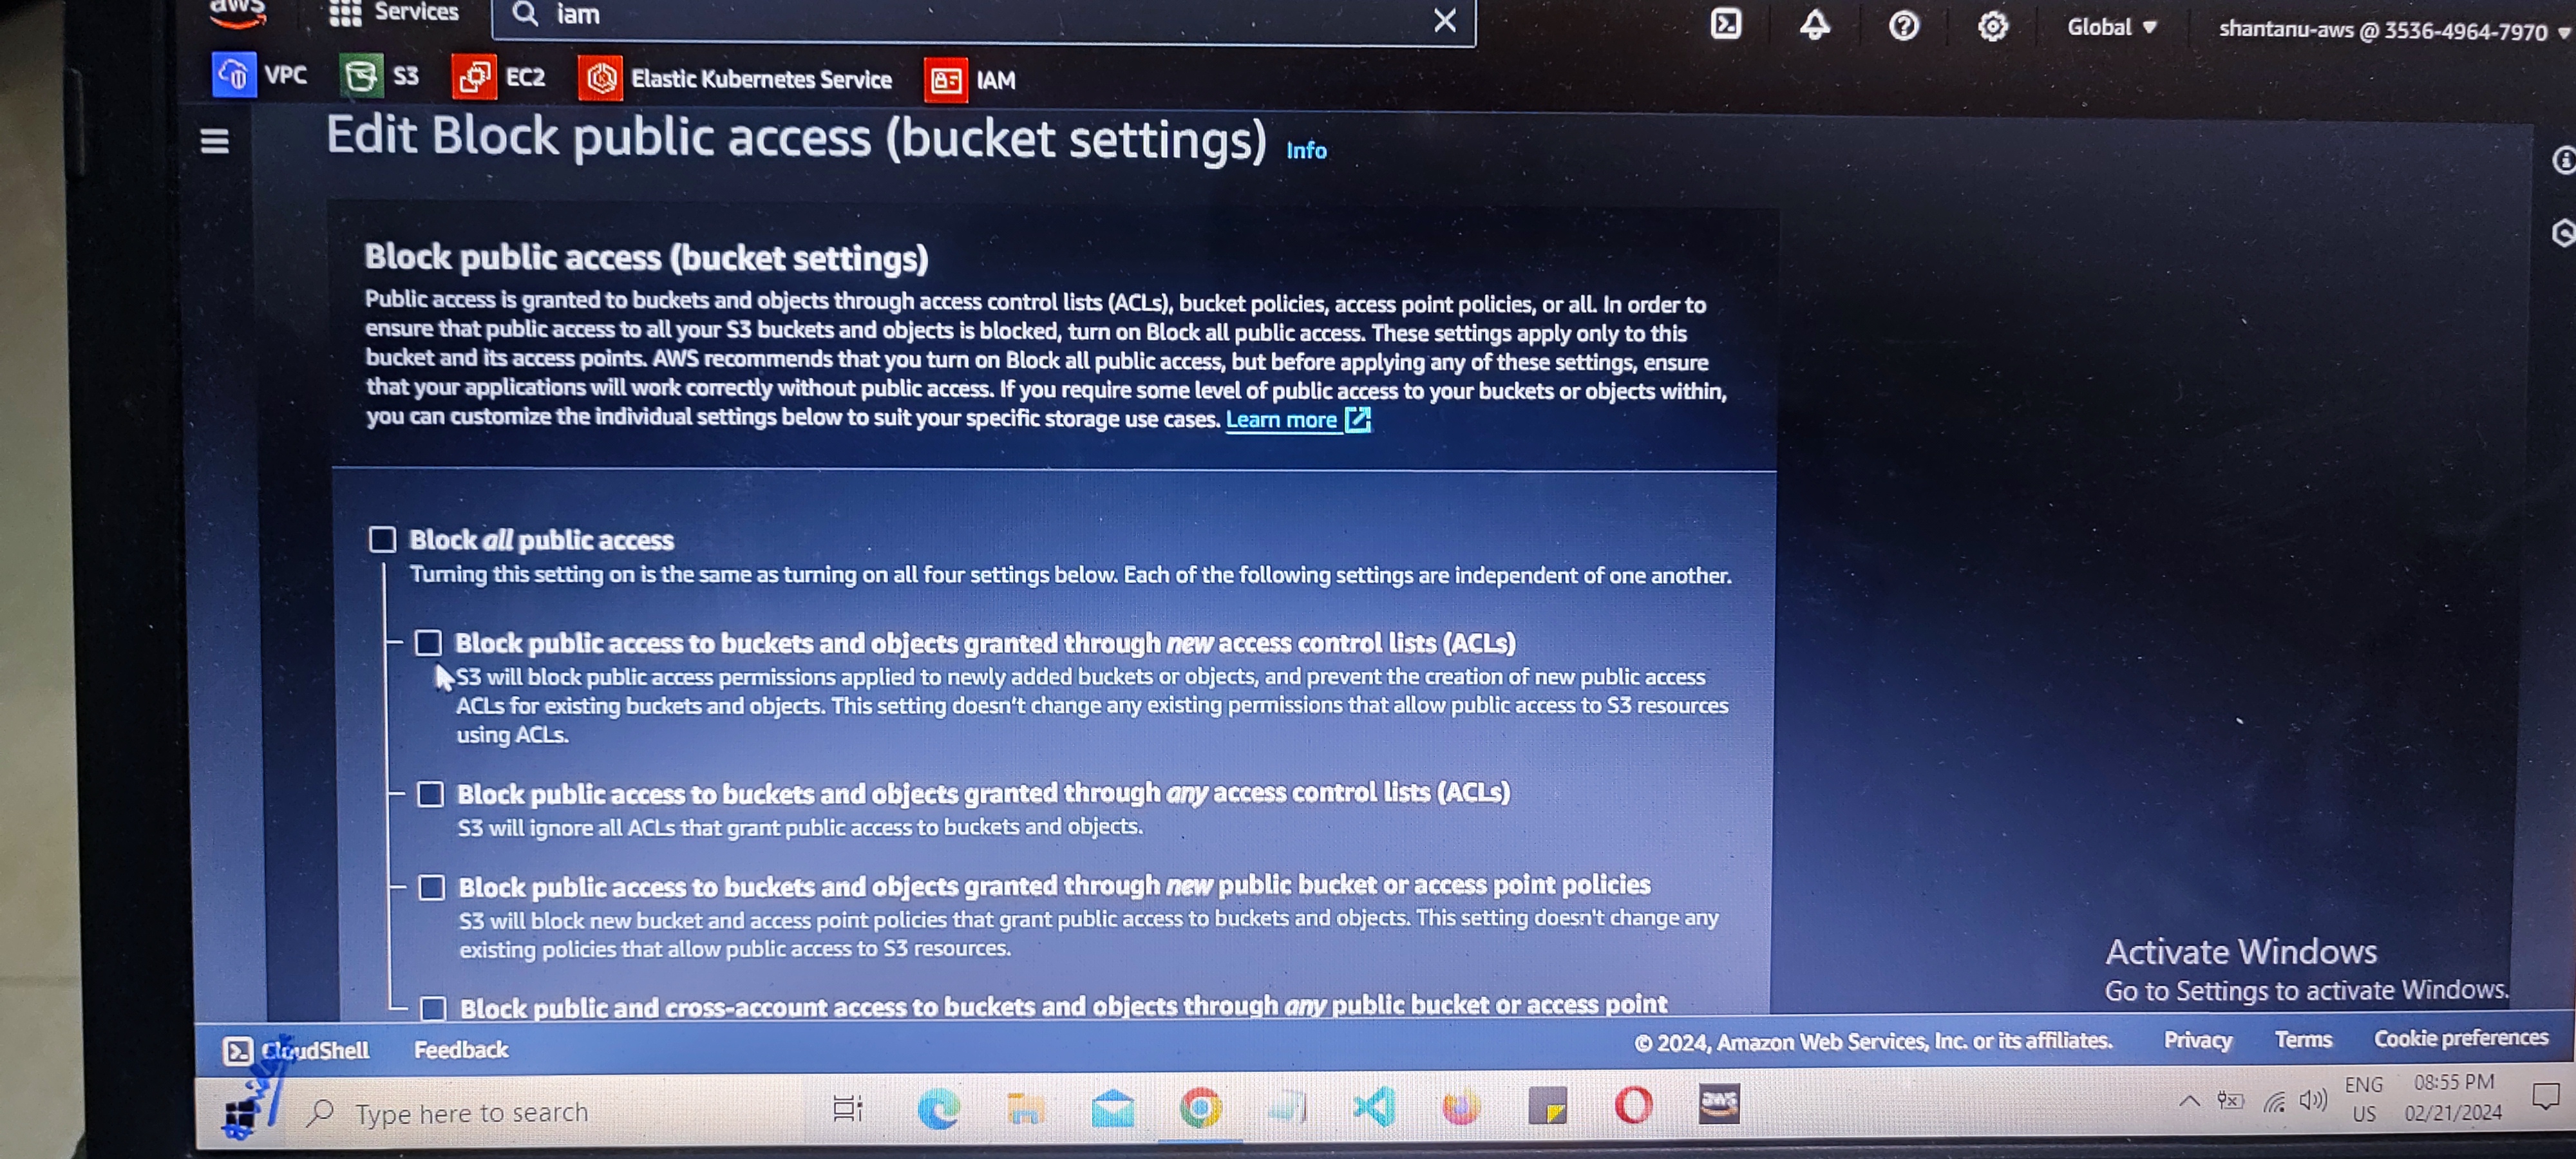 aws
Services
iam
Global
shantanu-aws @ 3536-4964-7970
VPC
S3
EC2
Elastic Kubernetes Service
IAM
Edit Block public access (bucket settings) Info
Block public access (bucket settings)
Public access is granted to buckets and objects through access control lists (ACLs), bucket policies, access point policies, or all. In order to
ensure that public access to all your S3 buckets and objects is blocked, turn on Block all public access. These settings apply only to this
bucket and its access points. AWS recommends that you turn on Block all public access, but before applying any of these settings, ensure
that your applications will work correctly without public access. If you require some level of public access to your buckets or objects within,
you can customize the individual settings below to suit your specific storage use cases. Learn more
Block all public access
Turning this setting on is the same as turning on all four settings below. Each of the following settings are independent of one another.
Block public access to buckets and objects granted through new access control lists (ACLs)
S3 will block public access permissions applied to newly added buckets or objects, and prevent the creation of new public access
ACLs for existing buckets and objects. This setting doesn't change any existing permissions that allow public access to S3 resources
using ACLs.
Block public access to buckets and objects granted through any access control lists (ACLs)
S3 will ignore all ACLs that grant public access to buckets and objects.
Block public access to buckets and objects granted through new public bucket or access point policies
S3 will block new bucket and access point policies that grant public access to buckets and objects. This setting doesn't change any
existing policies that allow public access to S3 resources.
Block public and cross-account access to buckets and objects through any public bucket or access point
Activate Windows
Go to Settings to activate Windows.
CloudShell
Feedback
© 2024, Amazon Web Services, Inc. or its affiliates.
Privacy
Terms
Cookie preferences
Type here to search
aws
ENG
US
08:55 PM
02/21/2024